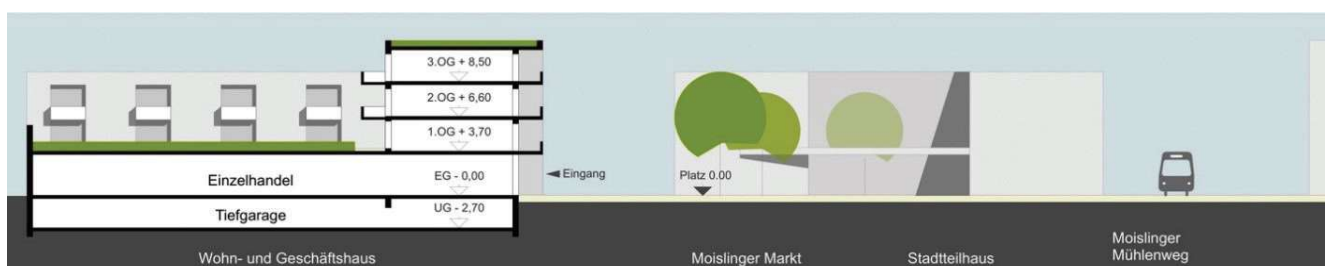 3.OG + 8,50
2.OG + 6,60
1.OG + 3,70
Einzelhandel
EG - 0,00
Eingang
Platz 0.00
Tiefgarage
UG - 2,70
Wohn- und Geschäftshaus
Moislinger Markt
Stadtteilhaus
Moislinger
Mühlenweg